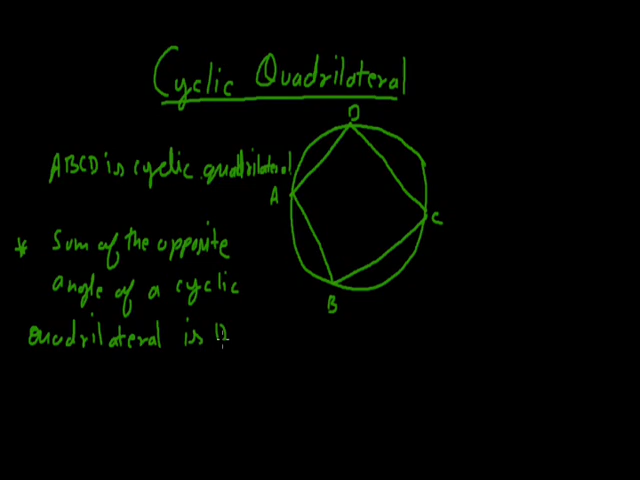 Cyclic Quadrilateral
D
ABCD is cyclic quadrilateral
A
C
* Sum of the opposite
angle of a cyclic
B
quadrilateral is